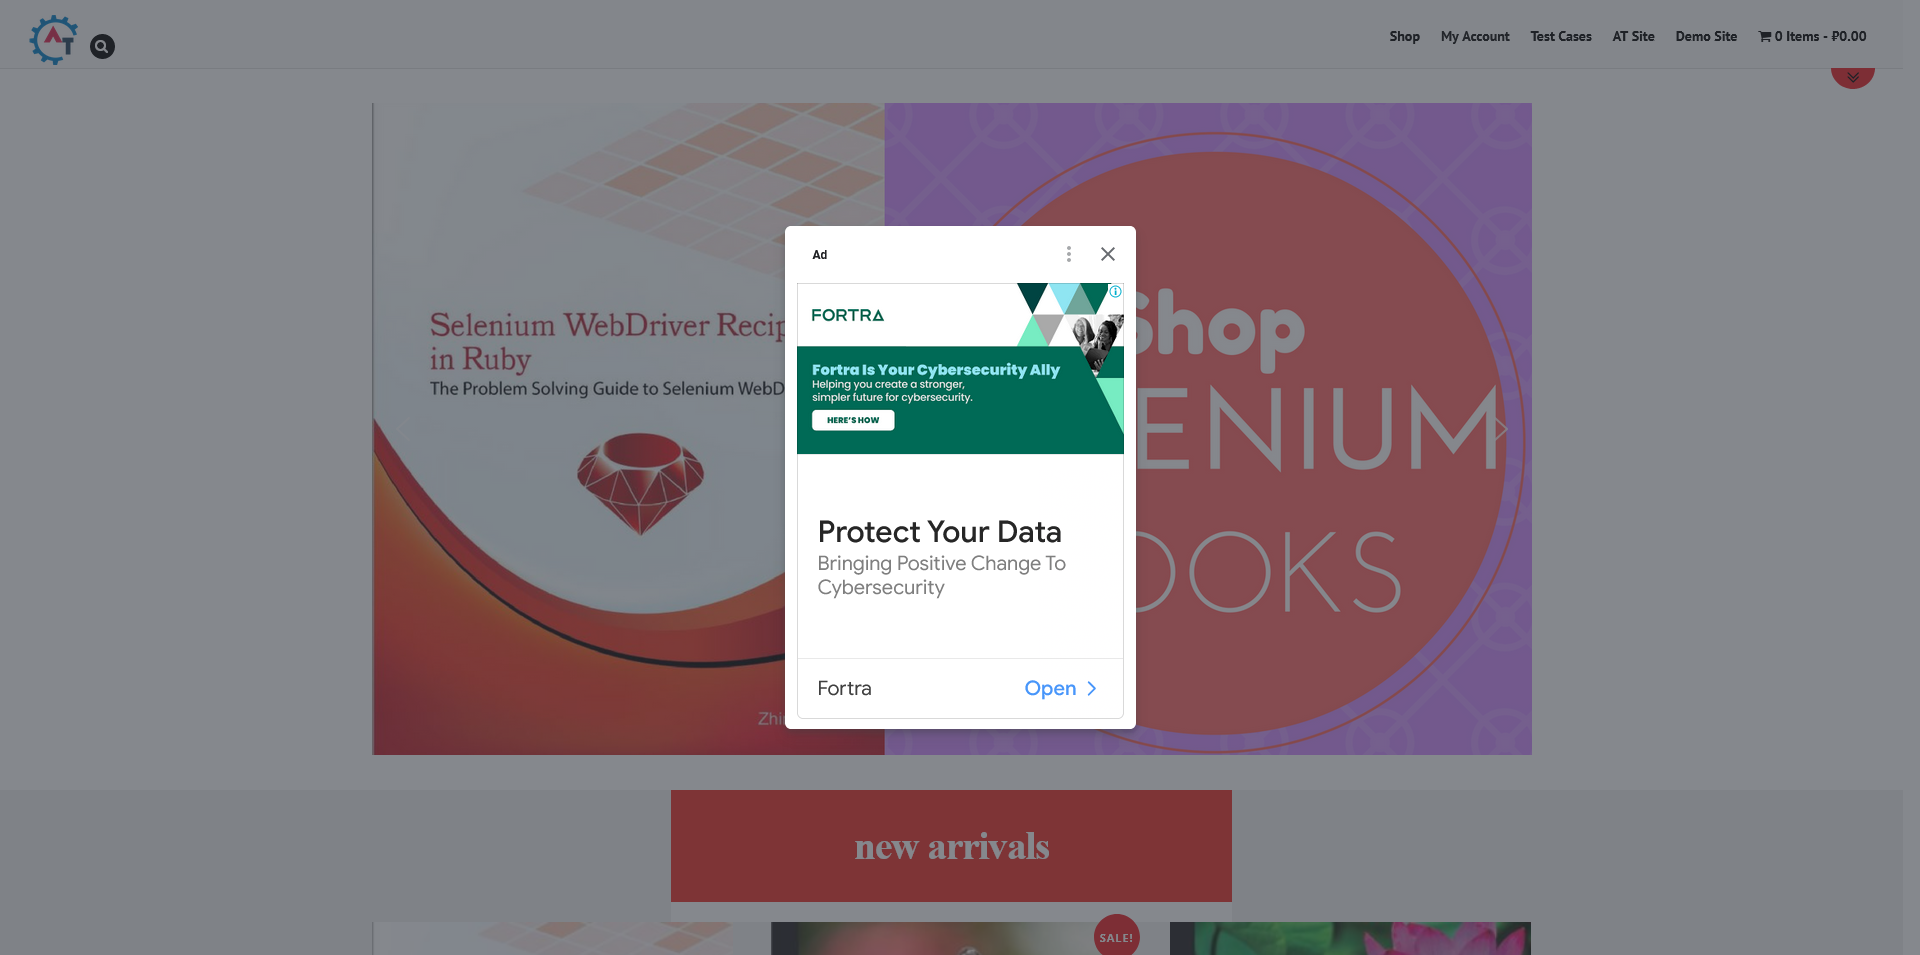 AT
Shop
My Account
Test Cases
AT Site
Demo Site
0 Items - ₽0.00
Selenium WebDriver Recip
in Ruby
The Problem Solving Guide to Selenium WebD
Shop
ENIUM
OOKS
Ad
FORTRA
Fortra Is Your Cybersecurity Ally
Helping you create a stronger,
simpler future for cybersecurity.
HERE'S HOW
Protect Your Data
Bringing Positive Change To
Cybersecurity
Fortra
Open
new arrivals
SALE!